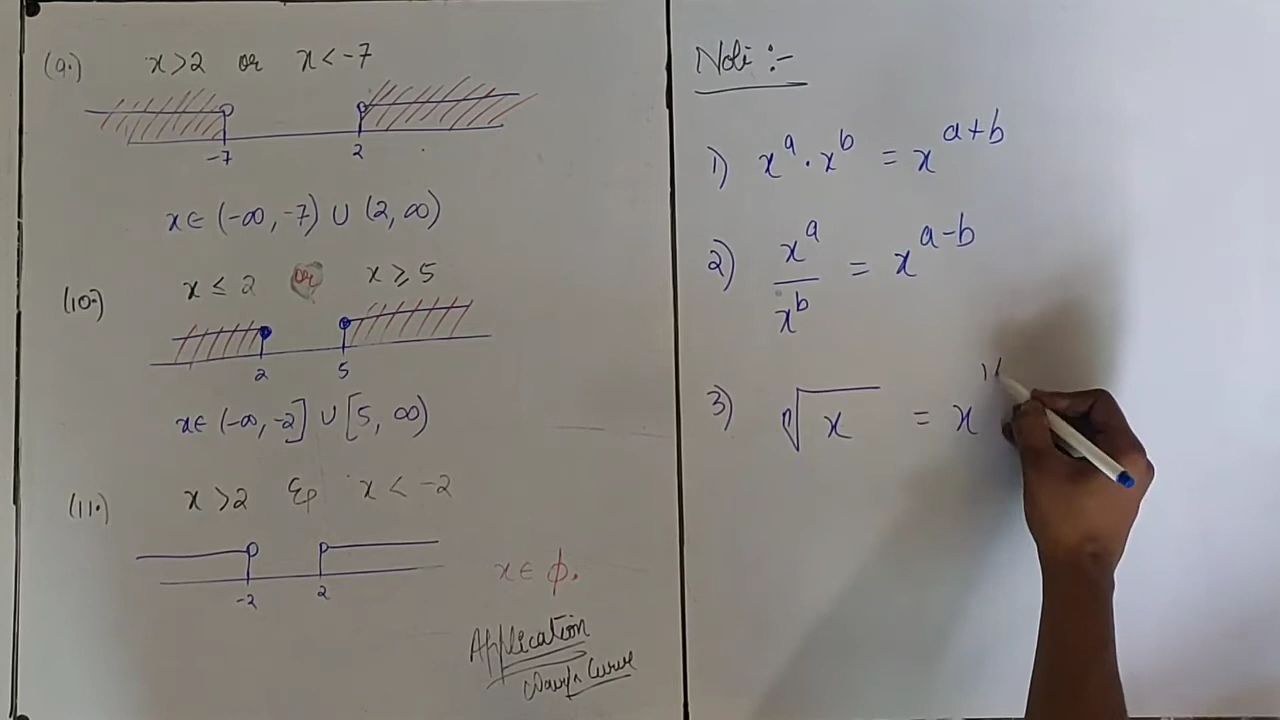 (9.) x>2 or x<-7
-7 2
x∈ (-∞, -7) ∪ (2, ∞)
(10.) x ≤ 2 or x ≥ 5
2 5
x∈ (-∞, -2] ∪ [5, ∞)
(11.) x >2 & x < -2
-2 2
x∈ ϕ.
Application
Curve
Note :-
1) x^a · x^b = x^(a+b)
2) x^a / x^b = x^(a-b)
3) ⁿ√x = x^1/